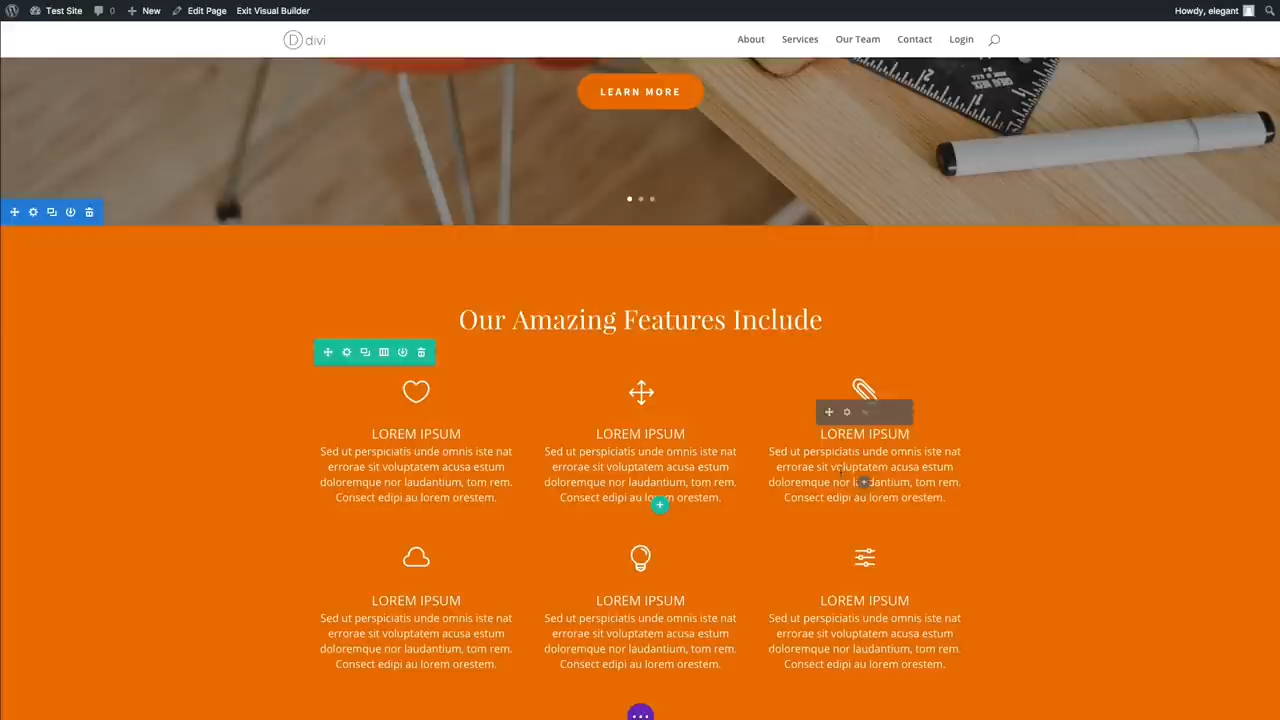 Test Site 0 New Edit Page Exit Visual Builder Howdy, elegant
D divi About Services Our Team Contact Login
LEARN MORE
Our Amazing Features Include
LOREM IPSUM LOREM IPSUM LOREM IPSUM
Sed ut perspiciatis unde omnis iste nat Sed ut perspiciatis unde omnis iste nat Sed ut perspiciatis unde omnis iste nat
errorae sit voluptatem acusa estum errorae sit voluptatem acusa estum errorae sit voluptatem acusa estum
doloremque nor laudantium, tom rem. doloremque nor laudantium, tom rem. doloremque nor laudantium, tom rem.
Consect edipi au lorem orestem. Consect edipi au lorem orestem. Consect edipi au lorem orestem.
LOREM IPSUM LOREM IPSUM LOREM IPSUM
Sed ut perspiciatis unde omnis iste nat Sed ut perspiciatis unde omnis iste nat Sed ut perspiciatis unde omnis iste nat
errorae sit voluptatem acusa estum errorae sit voluptatem acusa estum errorae sit voluptatem acusa estum
doloremque nor laudantium, tom rem. doloremque nor laudantium, tom rem. doloremque nor laudantium, tom rem.
Consect edipi au lorem orestem. Consect edipi au lorem orestem. Consect edipi au lorem orestem.